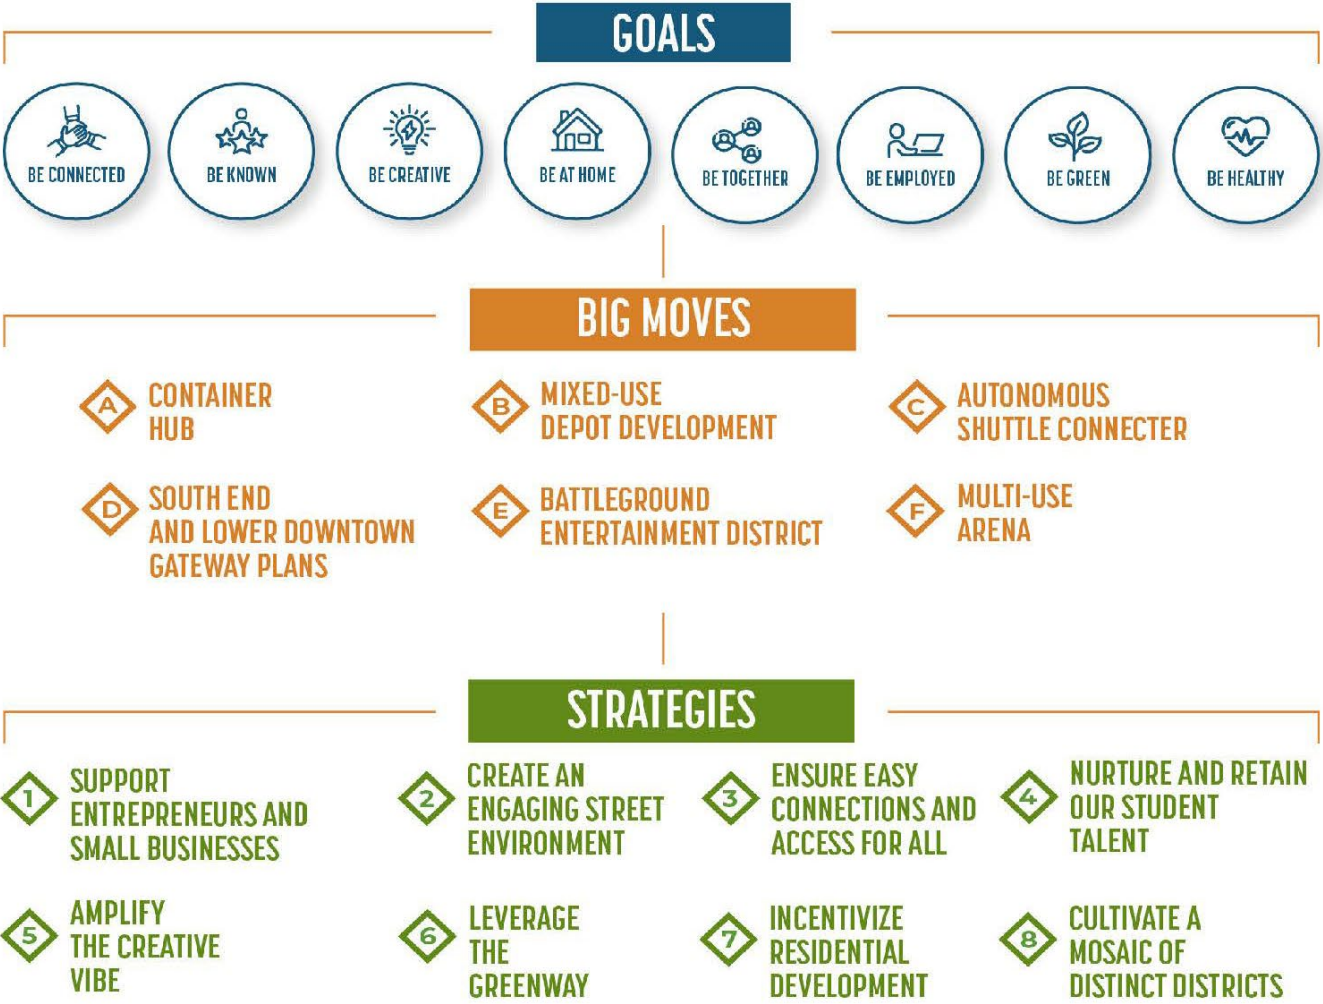 GOALS
BE CONNECTED
BE KNOWN
BE CREATIVE
BE AT HOME
BE TOGETHER
BE EMPLOYED
BE GREEN
BE HEALTHY
BIG MOVES
A
CONTAINER
HUB
B
MIXED-USE
DEPOT DEVELOPMENT
C
AUTONOMOUS
SHUTTLE CONNECTER
D
SOUTH END
AND LOWER DOWNTOWN
GATEWAY PLANS
E
BATTLEGROUND
ENTERTAINMENT DISTRICT
F
MULTI-USE
ARENA
STRATEGIES
1
SUPPORT
ENTREPRENEURS AND
SMALL BUSINESSES
2
CREATE AN
ENGAGING STREET
ENVIRONMENT
3
ENSURE EASY
CONNECTIONS AND
ACCESS FOR ALL
4
NURTURE AND RETAIN
OUR STUDENT
TALENT
5
AMPLIFY
THE CREATIVE
VIBE
6
LEVERAGE
THE
GREENWAY
7
INCENTIVIZE
RESIDENTIAL
DEVELOPMENT
8
CULTIVATE A
MOSAIC OF
DISTINCT DISTRICTS